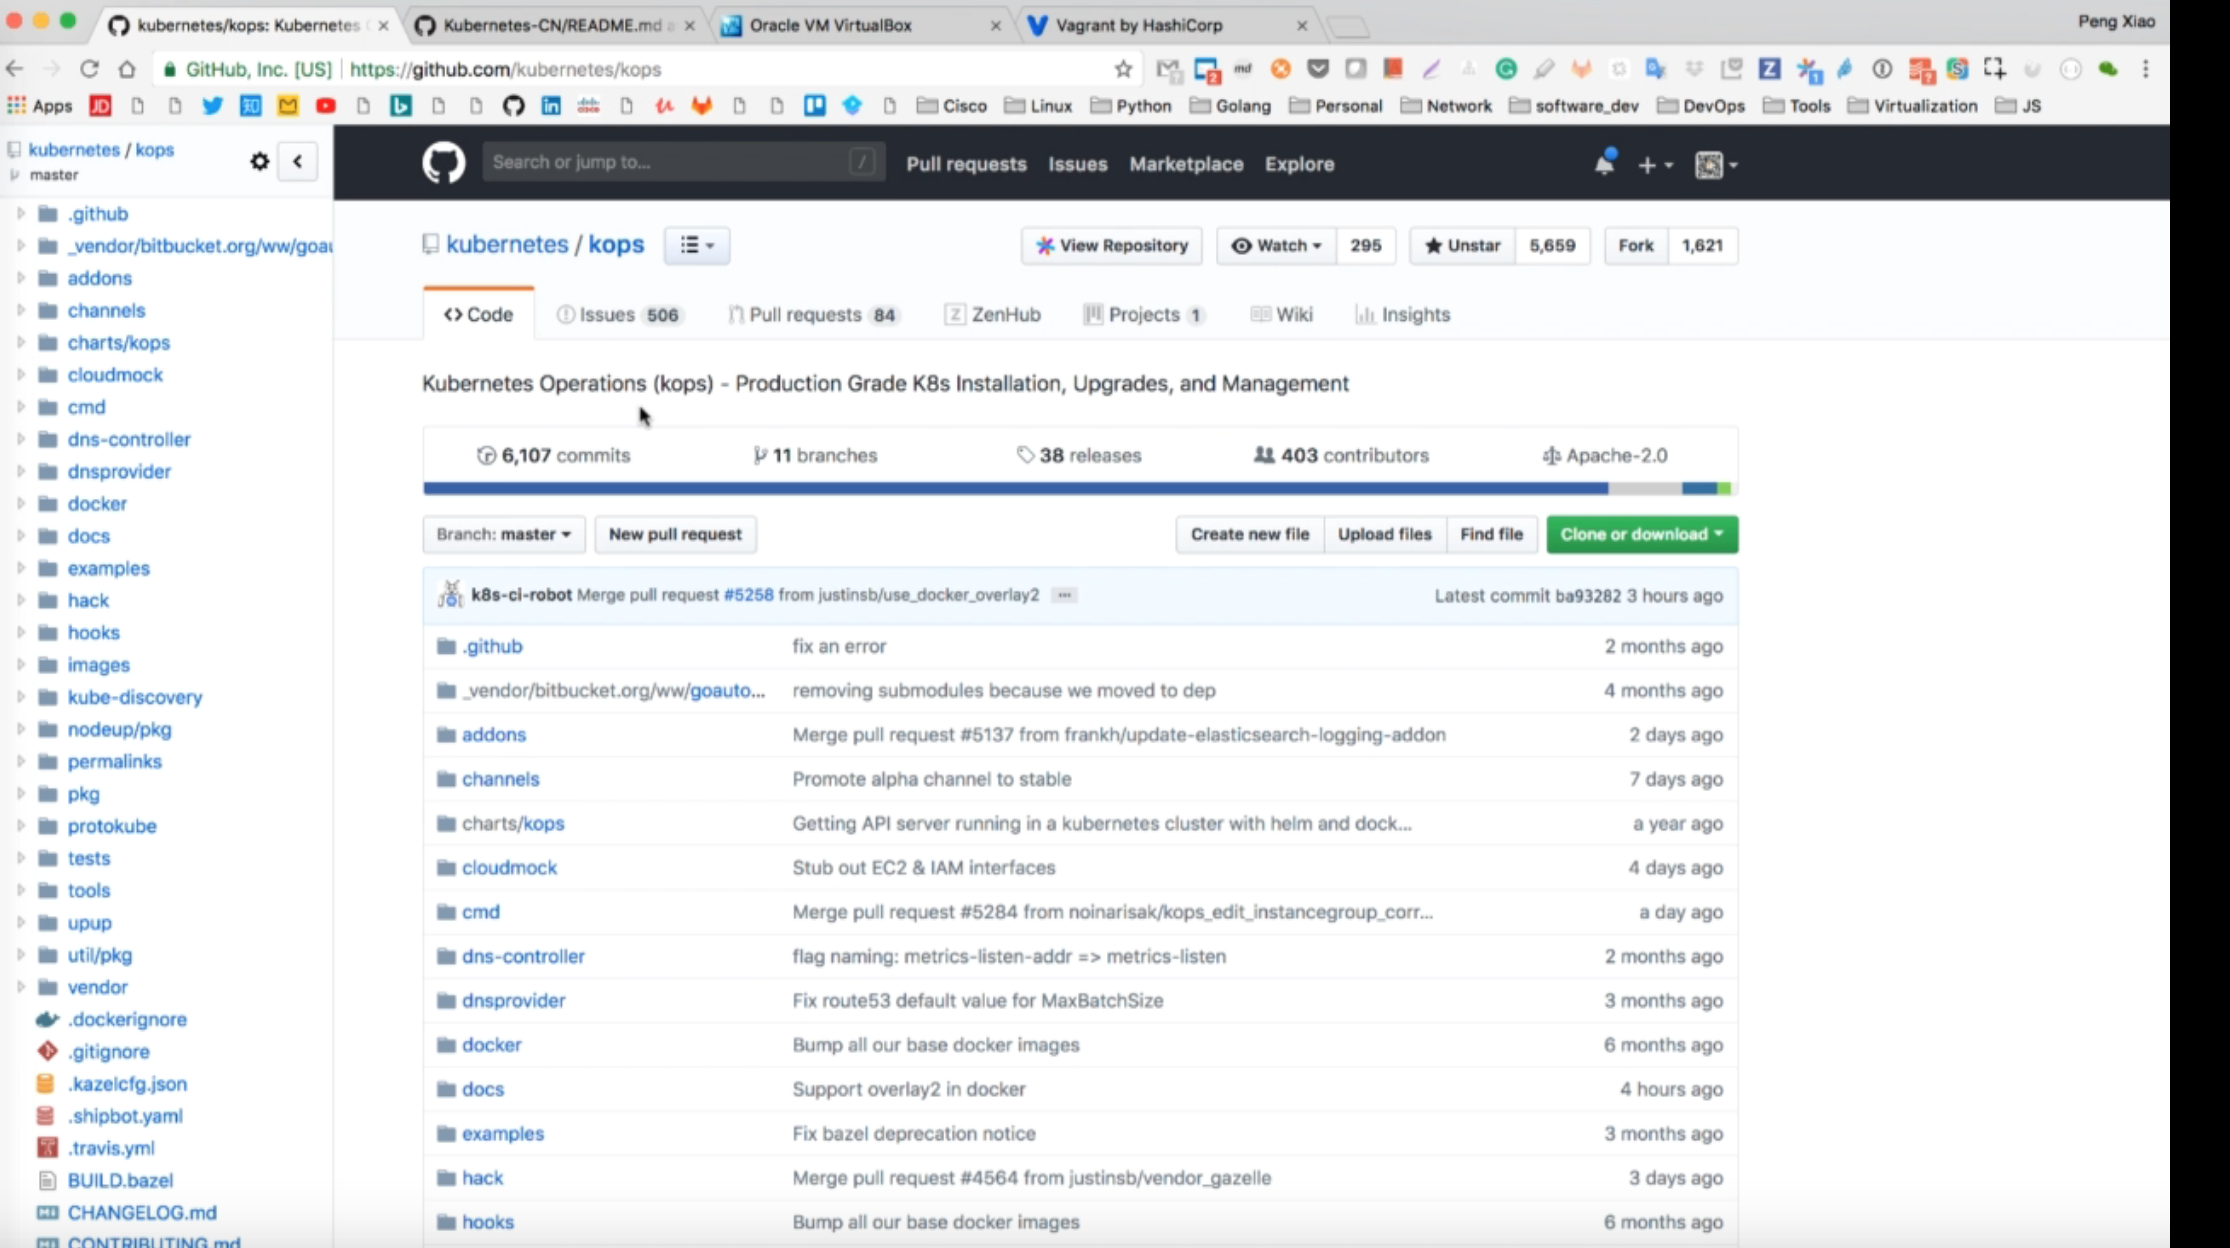 kubernetes/kops: Kubernetes
Kubernetes-CN/README.md
Oracle VM VirtualBox
Vagrant by HashiCorp
Peng Xiao
GitHub, Inc. [US] https://github.com/kubernetes/kops
Apps Cisco Linux Python Golang Personal Network software_dev DevOps Tools Virtualization JS
kubernetes / kops
master
.github
_vendor/bitbucket.org/ww/goau
addons
channels
charts/kops
cloudmock
cmd
dns-controller
dnsprovider
docker
docs
examples
hack
hooks
images
kube-discovery
nodeup/pkg
permalinks
pkg
protokube
tests
tools
upup
util/pkg
vendor
.dockerignore
.gitignore
.kazelcfg.json
.shipbot.yaml
.travis.yml
BUILD.bazel
CHANGELOG.md
CONTRIBUTING.md
Search or jump to... /
Pull requests Issues Marketplace Explore
kubernetes / kops
View Repository Watch 295 Unstar 5,659 Fork 1,621
Code Issues 506 Pull requests 84 ZenHub Projects 1 Wiki Insights
Kubernetes Operations (kops) - Production Grade K8s Installation, Upgrades, and Management
6,107 commits 11 branches 38 releases 403 contributors Apache-2.0
Branch: master New pull request Create new file Upload files Find file Clone or download
k8s-ci-robot Merge pull request #5258 from justinsb/use_docker_overlay2 ... Latest commit ba93282 3 hours ago
.github fix an error 2 months ago
_vendor/bitbucket.org/ww/goauto... removing submodules because we moved to dep 4 months ago
addons Merge pull request #5137 from frankh/update-elasticsearch-logging-addon 2 days ago
channels Promote alpha channel to stable 7 days ago
charts/kops Getting API server running in a kubernetes cluster with helm and dock... a year ago
cloudmock Stub out EC2 & IAM interfaces 4 days ago
cmd Merge pull request #5284 from noinarisak/kops_edit_instancegroup_corr... a day ago
dns-controller flag naming: metrics-listen-addr => metrics-listen 2 months ago
dnsprovider Fix route53 default value for MaxBatchSize 3 months ago
docker Bump all our base docker images 6 months ago
docs Support overlay2 in docker 4 hours ago
examples Fix bazel deprecation notice 3 months ago
hack Merge pull request #4564 from justinsb/vendor_gazelle 3 days ago
hooks Bump all our base docker images 6 months ago